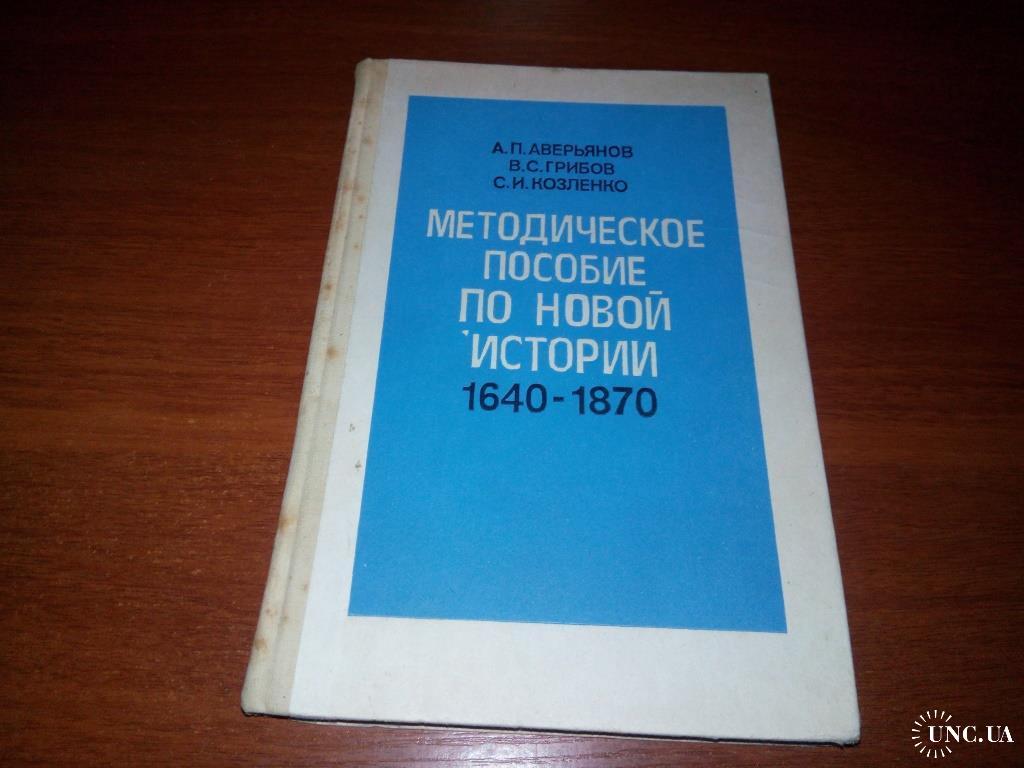 А.П.АВЕРЬЯНОВ
В.С.ГРИБОВ
С.И.КОЗЛЕНКО
МЕТОДИЧЕСКОЕ
ПОСОБИЕ
ПО НОВОЙ
ИСТОРИИ
1640-1870
UNC.UA